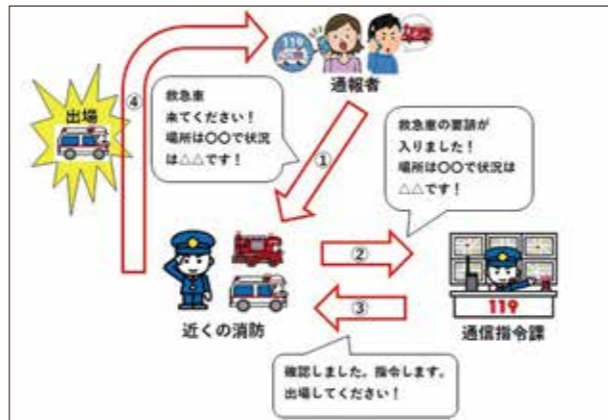 119
通報者
④
出場
救急車
来てください！
場所は〇〇で状況
は△△です！
①
救急車の要請が
入りました！
場所は〇〇で状況は
△△です！
②
③
119
近くの消防
通信指令課
確認しました。指令します。
出場してください！